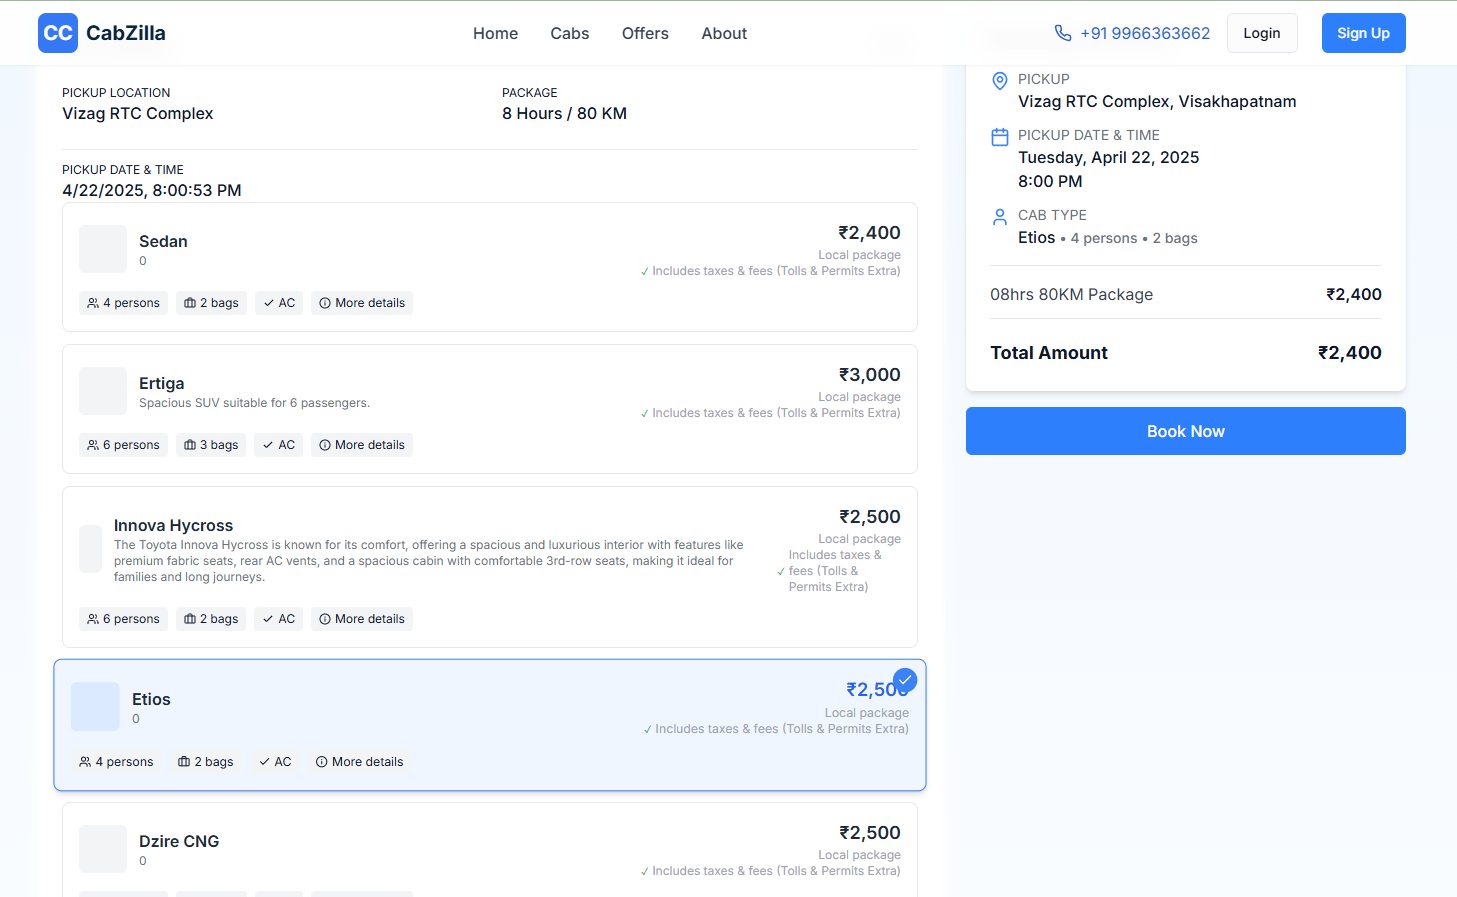 CC CabZilla
Home Cabs Offers About
+91 9966363662 Login Sign Up
PICKUP LOCATION
Vizag RTC Complex
PACKAGE
8 Hours / 80 KM
PICKUP DATE & TIME
4/22/2025, 8:00:53 PM
Sedan
0
₹2,400
Local package
✓ Includes taxes & fees (Tolls & Permits Extra)
4 persons 2 bags AC More details
Ertiga
Spacious SUV suitable for 6 passengers.
₹3,000
Local package
✓ Includes taxes & fees (Tolls & Permits Extra)
6 persons 3 bags AC More details
Innova Hycross
The Toyota Innova Hycross is known for its comfort, offering a spacious and luxurious interior with features like
premium fabric seats, rear AC vents, and a spacious cabin with comfortable 3rd-row seats, making it ideal for
families and long journeys.
₹2,500
Local package
Includes taxes &
✓ fees (Tolls &
Permits Extra)
6 persons 2 bags AC More details
Etios
0
₹2,500
Local package
✓ Includes taxes & fees (Tolls & Permits Extra)
4 persons 2 bags AC More details
Dzire CNG
0
₹2,500
Local package
✓ Includes taxes & fees (Tolls & Permits Extra)
PICKUP
Vizag RTC Complex, Visakhapatnam
PICKUP DATE & TIME
Tuesday, April 22, 2025
8:00 PM
CAB TYPE
Etios • 4 persons • 2 bags
08hrs 80KM Package ₹2,400
Total Amount ₹2,400
Book Now